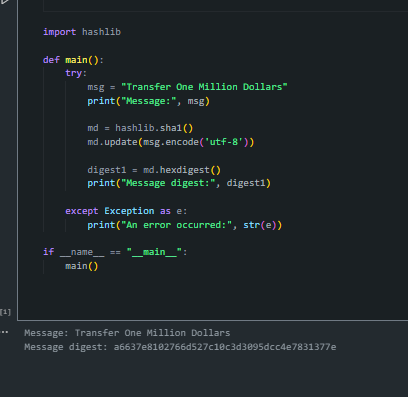 import hashlib
def main():
try:
msg = "Transfer One Million Dollars"
print("Message:", msg)
md = hashlib.sha1()
md.update(msg.encode('utf-8'))
digest1 = md.hexdigest()
print("Message digest:", digest1)
except Exception as e:
print("An error occurred:", str(e))
if __name__ == "__main__":
main()
[1]
...
Message: Transfer One Million Dollars
Message digest: a6637e8102766d527c10c3d3095dcc4e7831377e